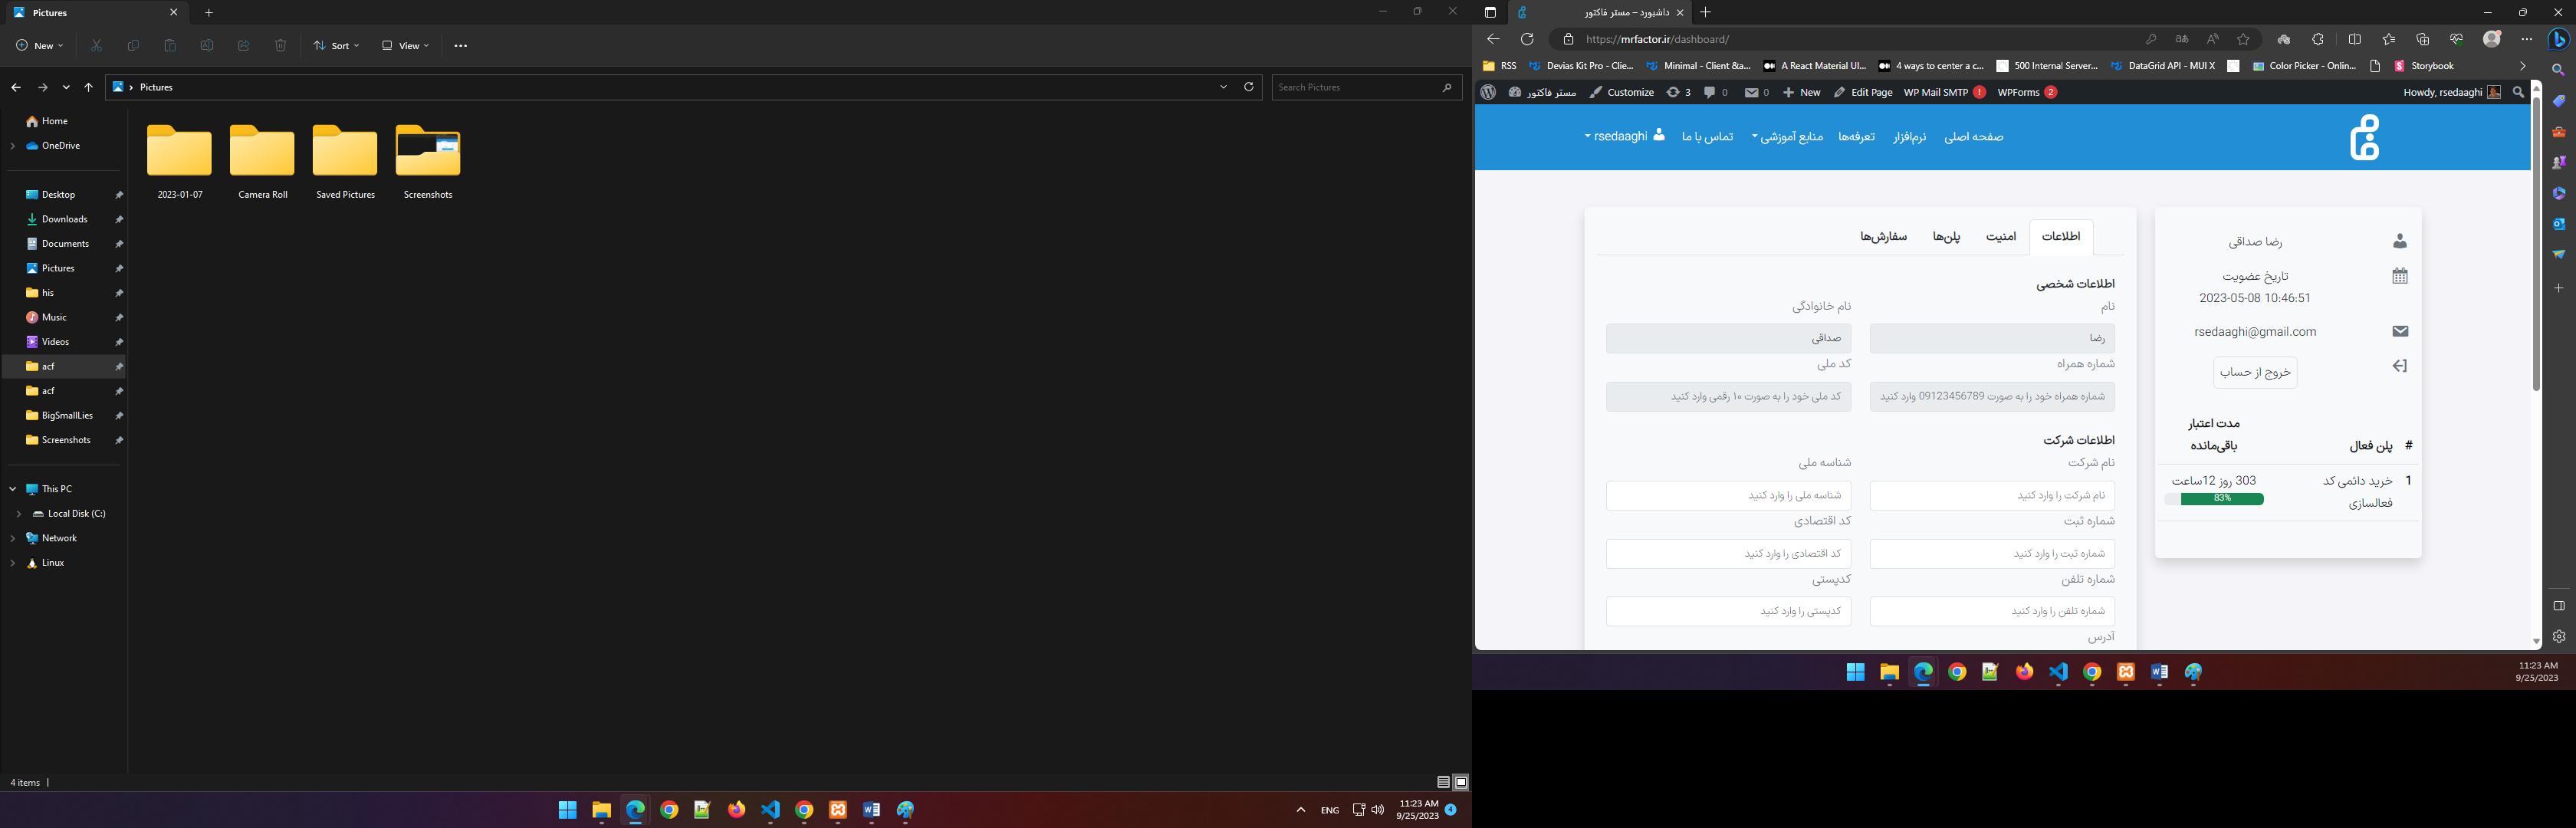 Pictures
New
Sort
View
Pictures
Search Pictures
Home
OneDrive
Desktop
Downloads
Documents
Pictures
his
Music
Videos
acf
acf
BigSmallLies
Screenshots
This PC
Local Disk (C:)
Network
Linux
2023-01-07
Camera Roll
Saved Pictures
Screenshots
4 items
ENG
11:23 AM
9/25/2023
4
داشبورد – مستر فاکتور
https://mrfactor.ir/dashboard/
RSS
Devias Kit Pro - Clie...
Minimal - Client &a...
A React Material UI...
4 ways to center a c...
500 Internal Server...
DataGrid API - MUI X
Color Picker - Onlin...
Storybook
مستر فاکتور
Customize
3
0
0
New
Edit Page
WP Mail SMTP !
WPForms 2
Howdy, rsedaaghi
صفحه اصلی
نرم‌افزار
تعرفه‌ها
منابع آموزشی
تماس با ما
rsedaaghi
رضا صداقی
تاریخ عضویت
2023-05-08 10:46:51
rsedaaghi@gmail.com
خروج از حساب
# پلن فعال مدت اعتبار باقی‌مانده
1 خرید دائمی کد فعالسازی
303 روز 12ساعت
83%
اطلاعات
امنیت
پلن‌ها
سفارش‌ها
اطلاعات شخصی
نام
نام خانوادگی
رضا
صداقی
شماره همراه
کد ملی
شماره همراه خود را به صورت 09123456789 وارد کنید
کد ملی خود را به صورت ۱۰ رقمی وارد کنید
اطلاعات شرکت
نام شرکت
شناسه ملی
نام شرکت را وارد کنید
شناسه ملی را وارد کنید
شماره ثبت
کد اقتصادی
شماره ثبت را وارد کنید
کد اقتصادی را وارد کنید
شماره تلفن
کدپستی
شماره تلفن را وارد کنید
کدپستی را وارد کنید
آدرس
11:23 AM
9/25/2023